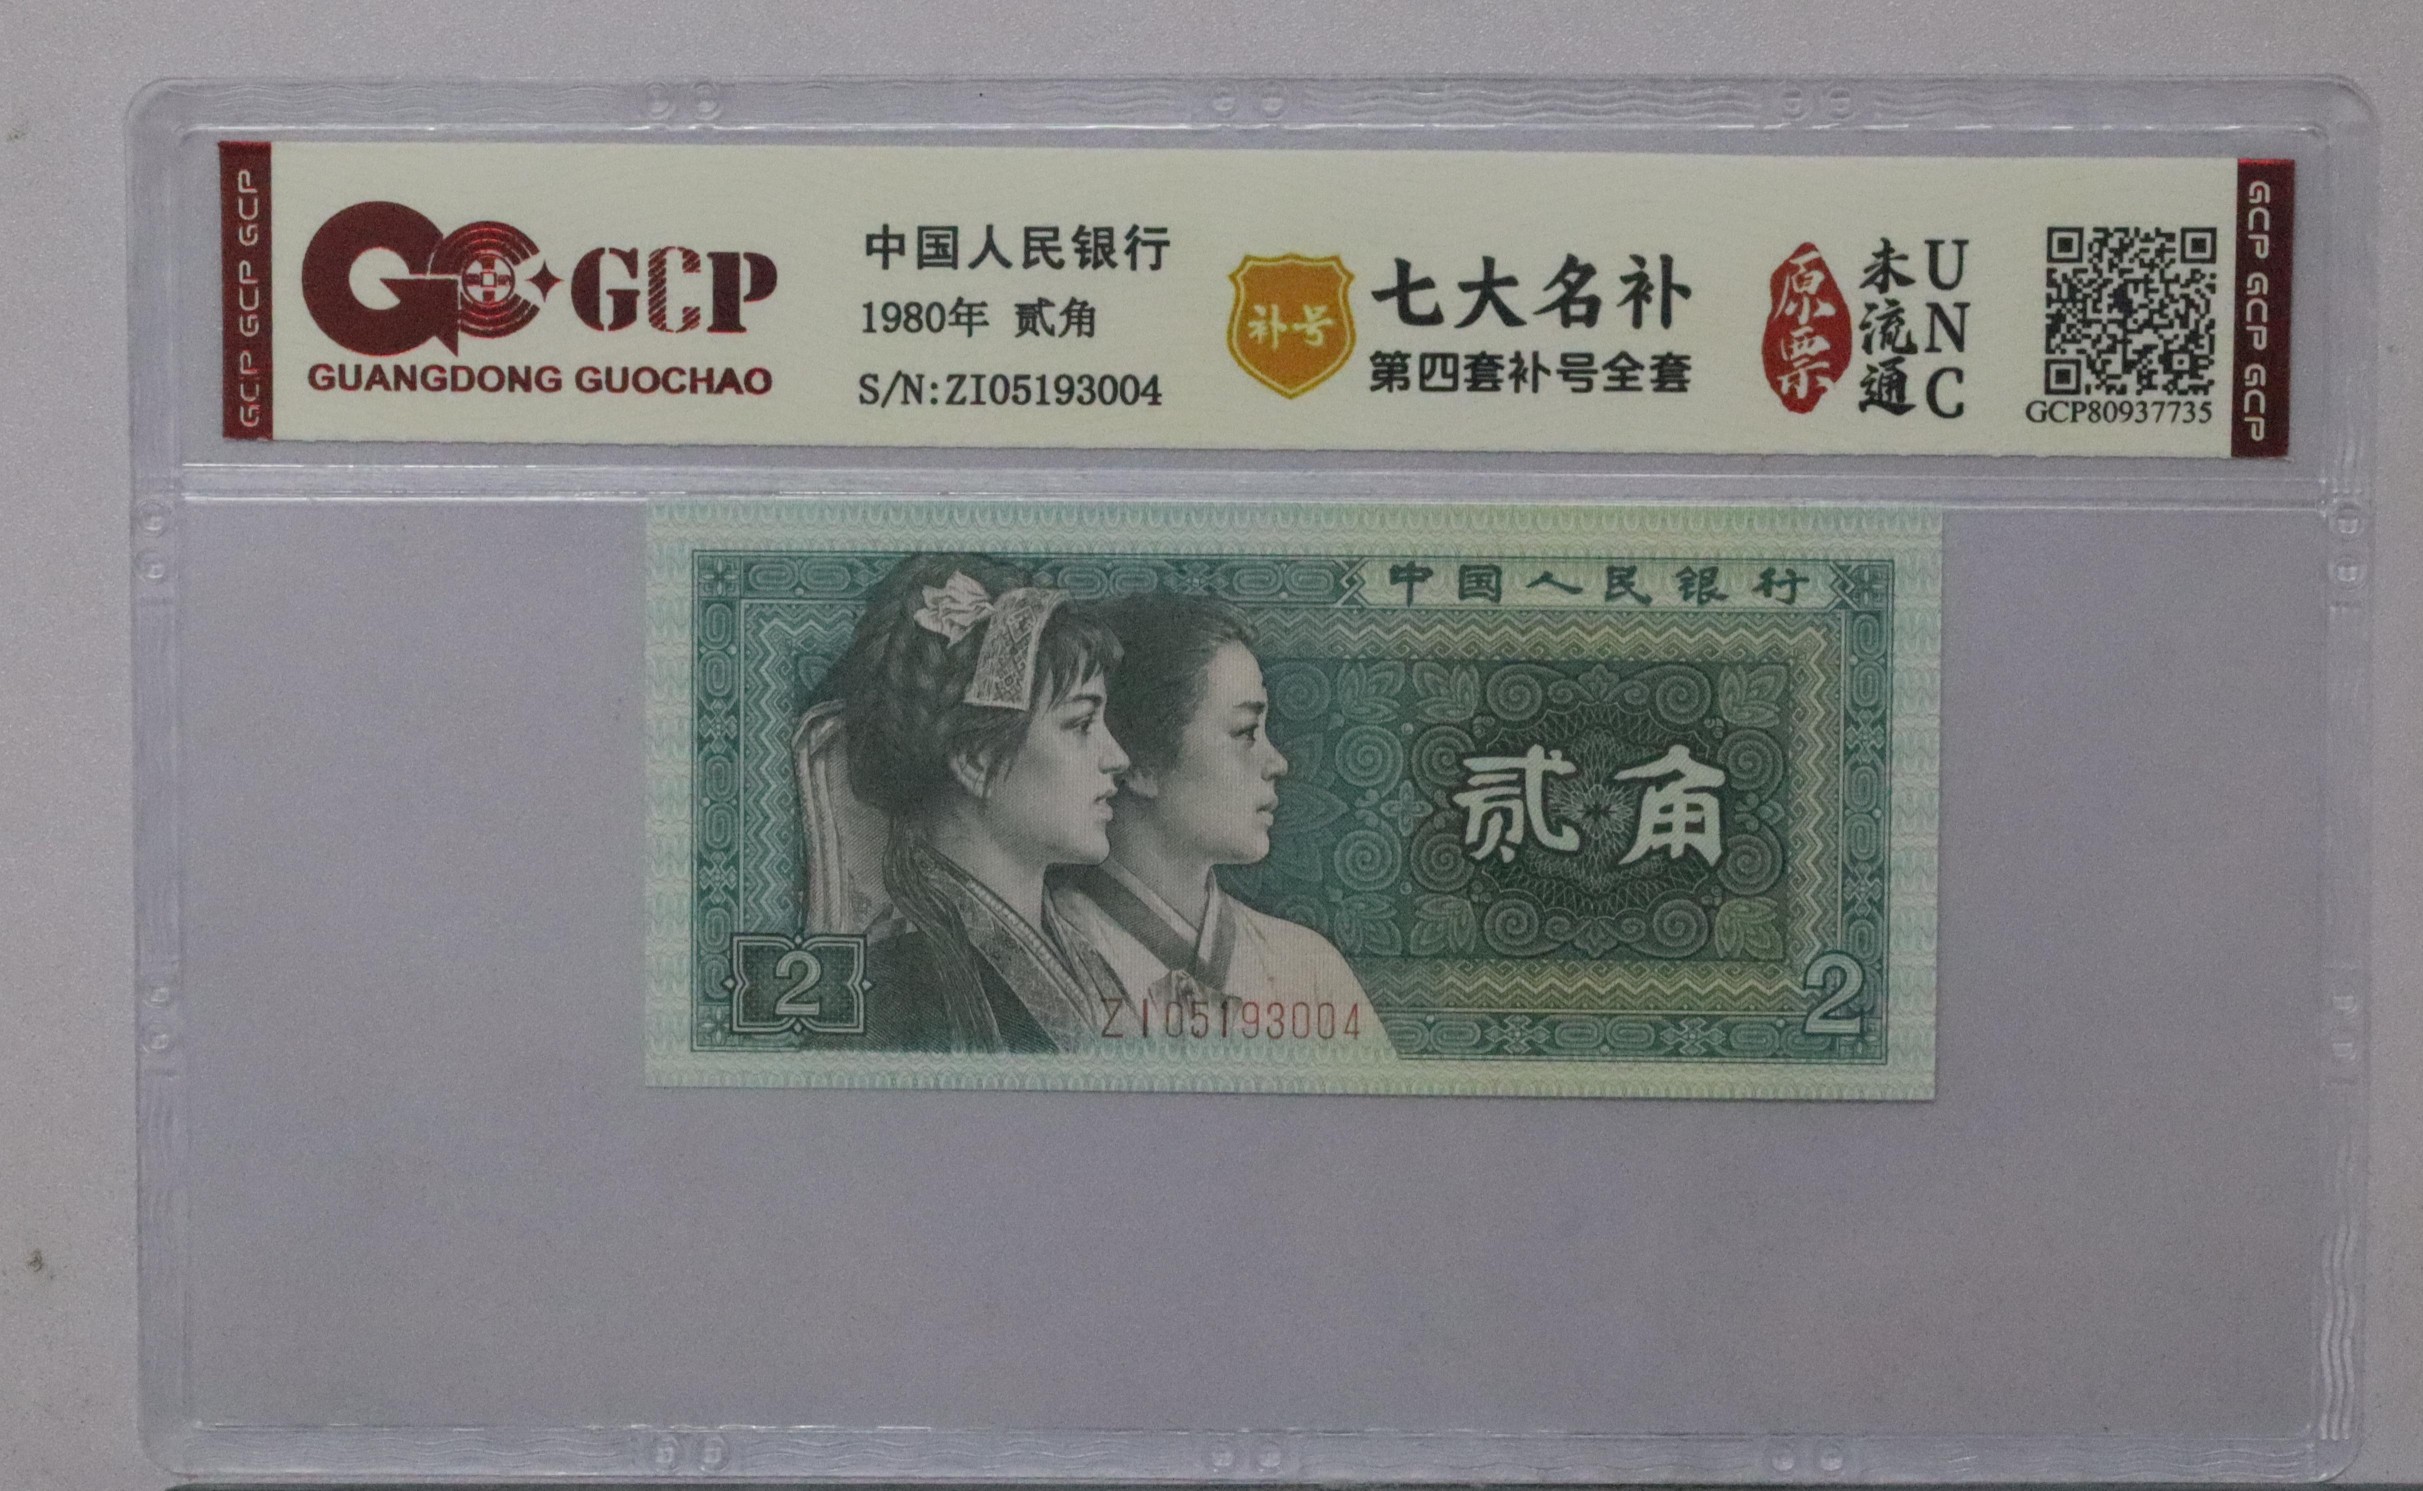 GCP GCP GCP
GCP
GUANGDONG GUOCHAO
中国人民银行
1980年 贰角
S/N:ZI05193004
补号
七大名补
第四套补号全套
原票
未流通
UNC
GCP80937735
GCP GCP GCP
中国人民银行
贰角
2
ZI05193004
2